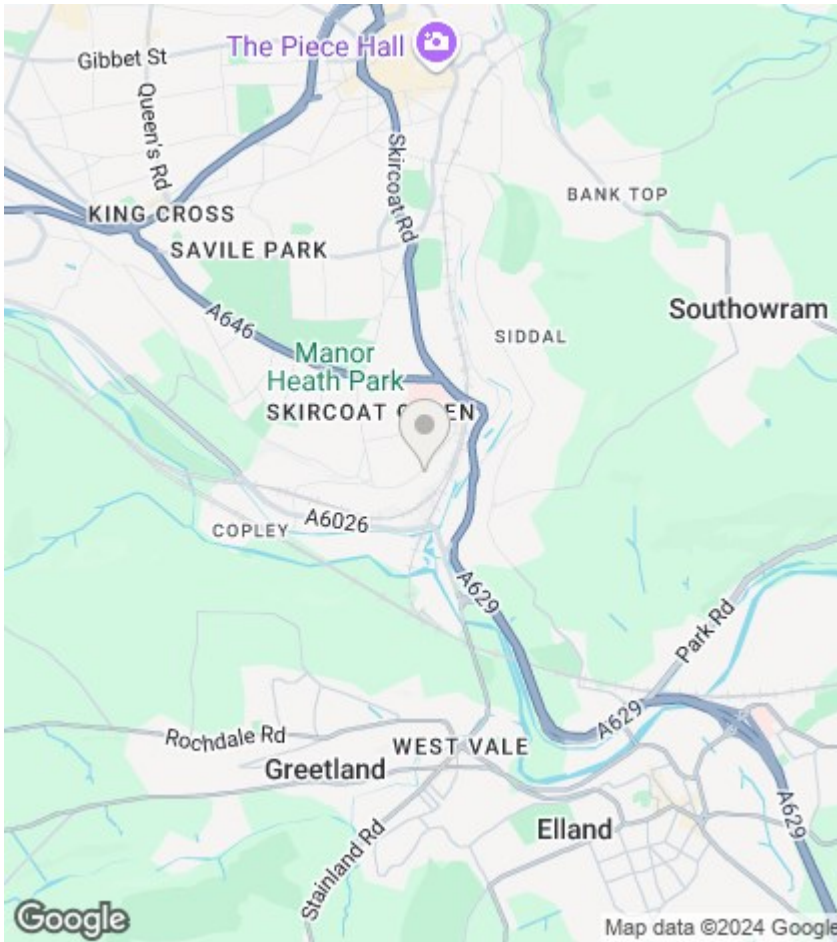 The Piece Hall
Gibbet St
Queen's Rd
Skircoat Rd
BANK TOP
KING CROSS
SAVILE PARK
Southowram
A646
SIDDAL
Manor
Heath Park
SKIRCOAT G EN
A6026
COPLEY
A629
Park Rd
A629
Rochdale Rd
WEST VALE
Greetland
A629
Elland
Stainland Rd
Google
Map data ©2024 Google